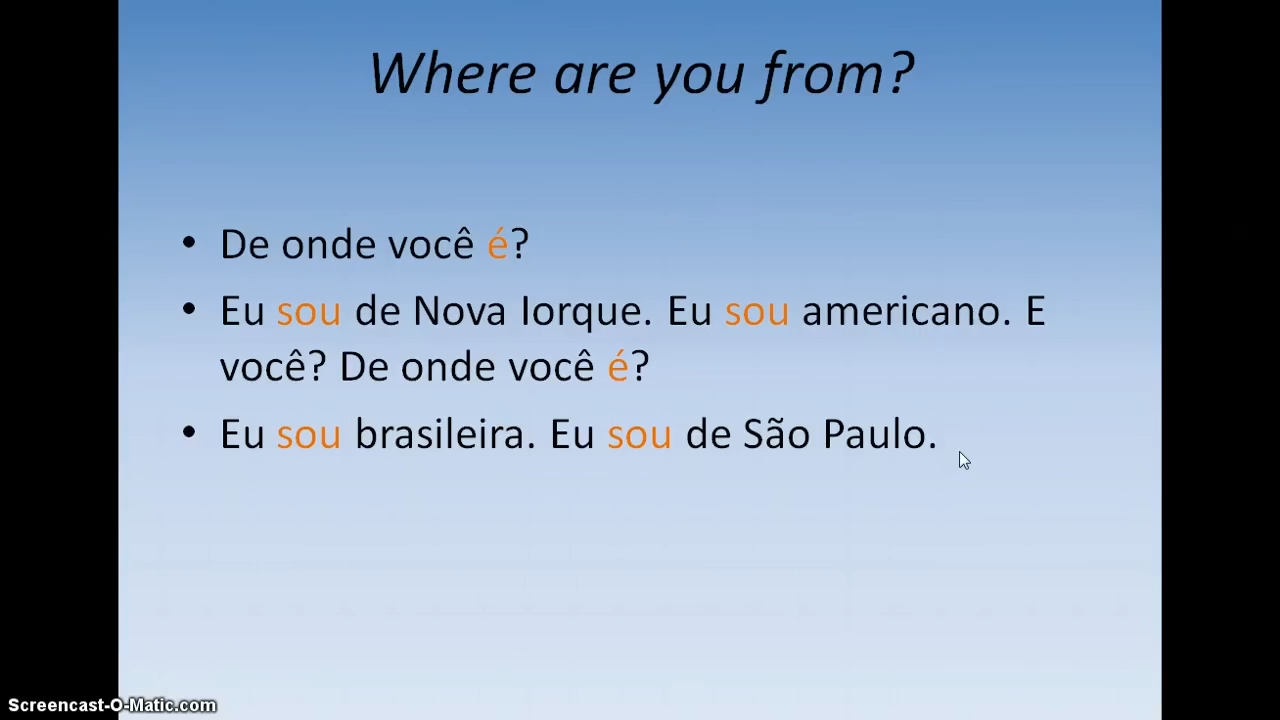 Where are you from?
• De onde você é?
• Eu sou de Nova Iorque. Eu sou americano. E
você? De onde você é?
• Eu sou brasileira. Eu sou de São Paulo.
Screencast-O-Matic.com